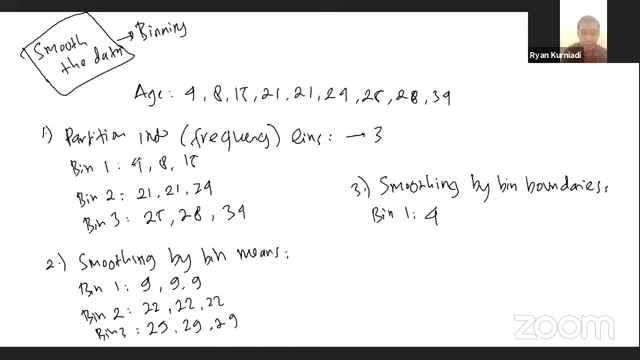 Smooth the data → Binning
Ryan Kurniadi
Age: 4, 8, 15, 21, 21, 24, 25, 28, 34
1.) Partition into (frequency) bins: → 3
Bin 1: 4, 8, 15
Bin 2: 21, 21, 24
Bin 3: 25, 28, 34
2.) Smoothing by bin means:
Bin 1: 9, 9, 9
Bin 2: 22, 22, 22
Bin 3: 29, 29, 29
3.) Smoothing by bin boundaries.
Bin 1: 4
zoom